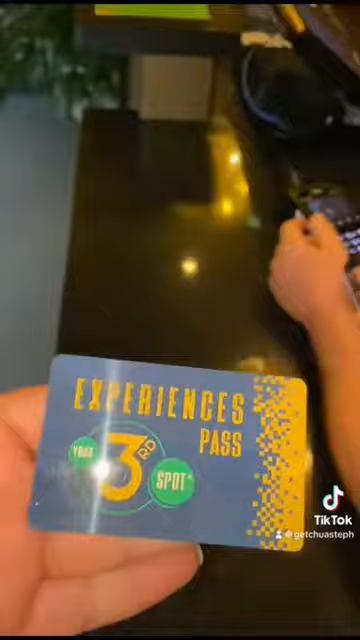 EXPERIENCES
PASS
YOUR
3RD
SPOT
TikTok
@getchuasteph